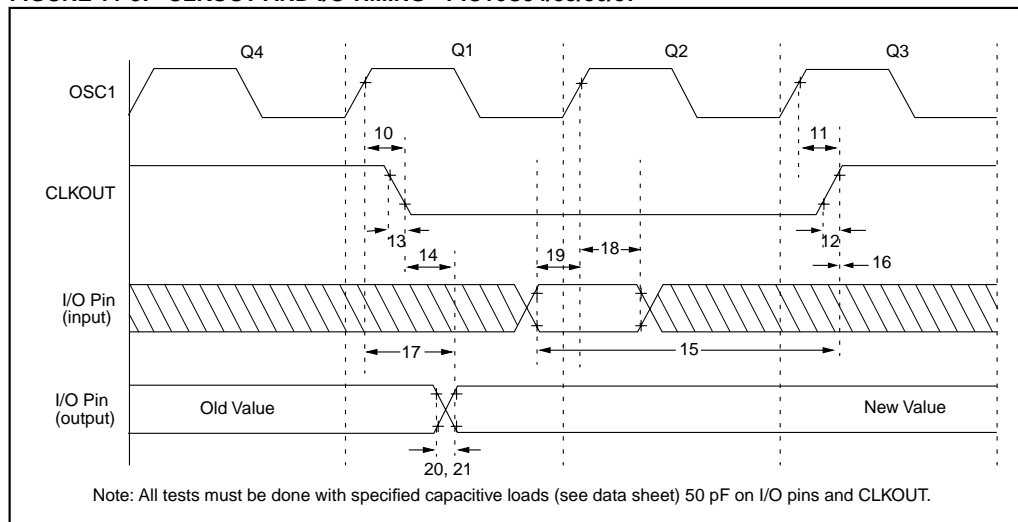 Q4 Q1 Q2 Q3
OSC1
10 11
CLKOUT
13 12
14 19 18 16
I/O Pin
(input)
17 15
I/O Pin
(output)
Old Value New Value
20, 21
Note: All tests must be done with specified capacitive loads (see data sheet) 50 pF on I/O pins and CLKOUT.